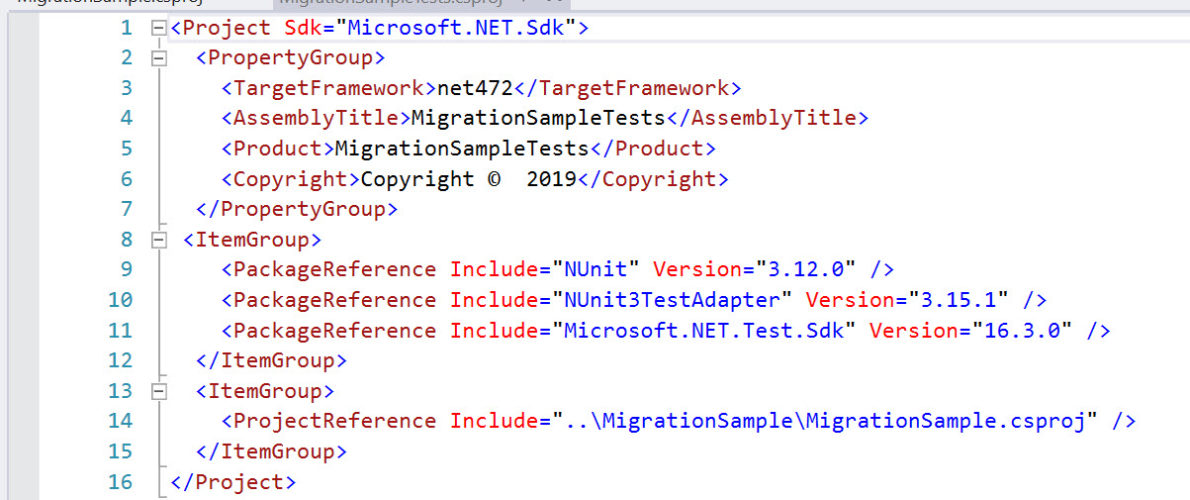 MigrationSample.csproj MigrationSampleTests.csproj
1 <Project Sdk="Microsoft.NET.Sdk">
2 <PropertyGroup>
3 <TargetFramework>net472</TargetFramework>
4 <AssemblyTitle>MigrationSampleTests</AssemblyTitle>
5 <Product>MigrationSampleTests</Product>
6 <Copyright>Copyright ©  2019</Copyright>
7 </PropertyGroup>
8 <ItemGroup>
9 <PackageReference Include="NUnit" Version="3.12.0" />
10 <PackageReference Include="NUnit3TestAdapter" Version="3.15.1" />
11 <PackageReference Include="Microsoft.NET.Test.Sdk" Version="16.3.0" />
12 </ItemGroup>
13 <ItemGroup>
14 <ProjectReference Include="..\MigrationSample\MigrationSample.csproj" />
15 </ItemGroup>
16 </Project>